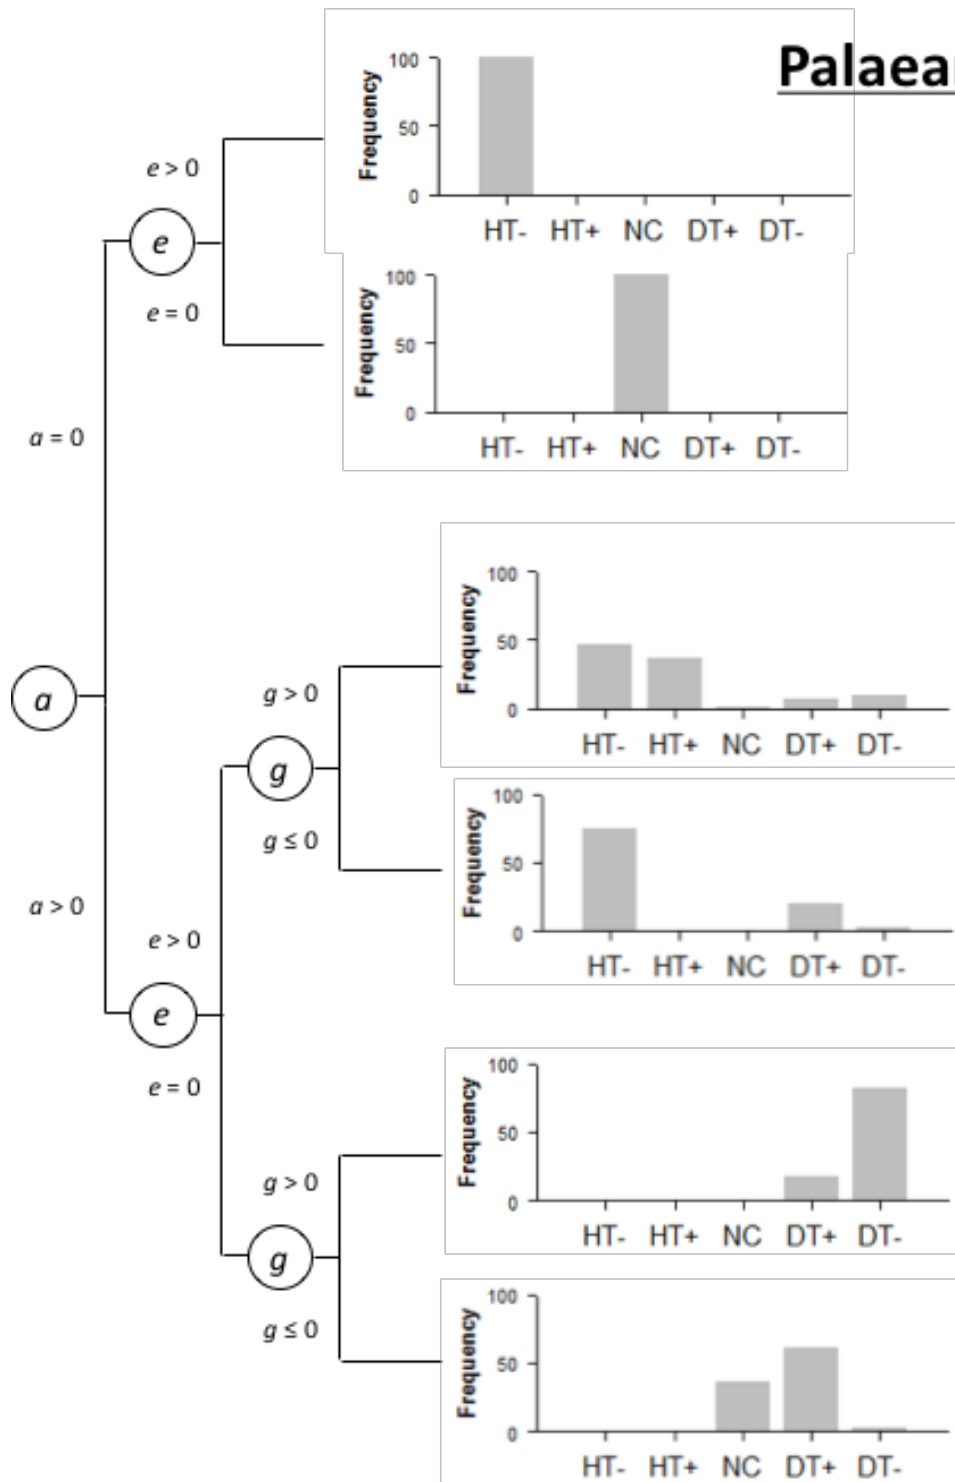 Palaear
e > 0
e
e = 0
a = 0
a
a > 0
e > 0
e
e = 0
g > 0
g
g ≤ 0
g > 0
g
g ≤ 0
Frequency
100
50
0
HT- HT+ NC DT+ DT-
Frequency
100
50
0
HT- HT+ NC DT+ DT-
Frequency
100
50
0
HT- HT+ NC DT+ DT-
Frequency
100
50
0
HT- HT+ NC DT+ DT-
Frequency
100
50
0
HT- HT+ NC DT+ DT-
Frequency
100
50
0
HT- HT+ NC DT+ DT-